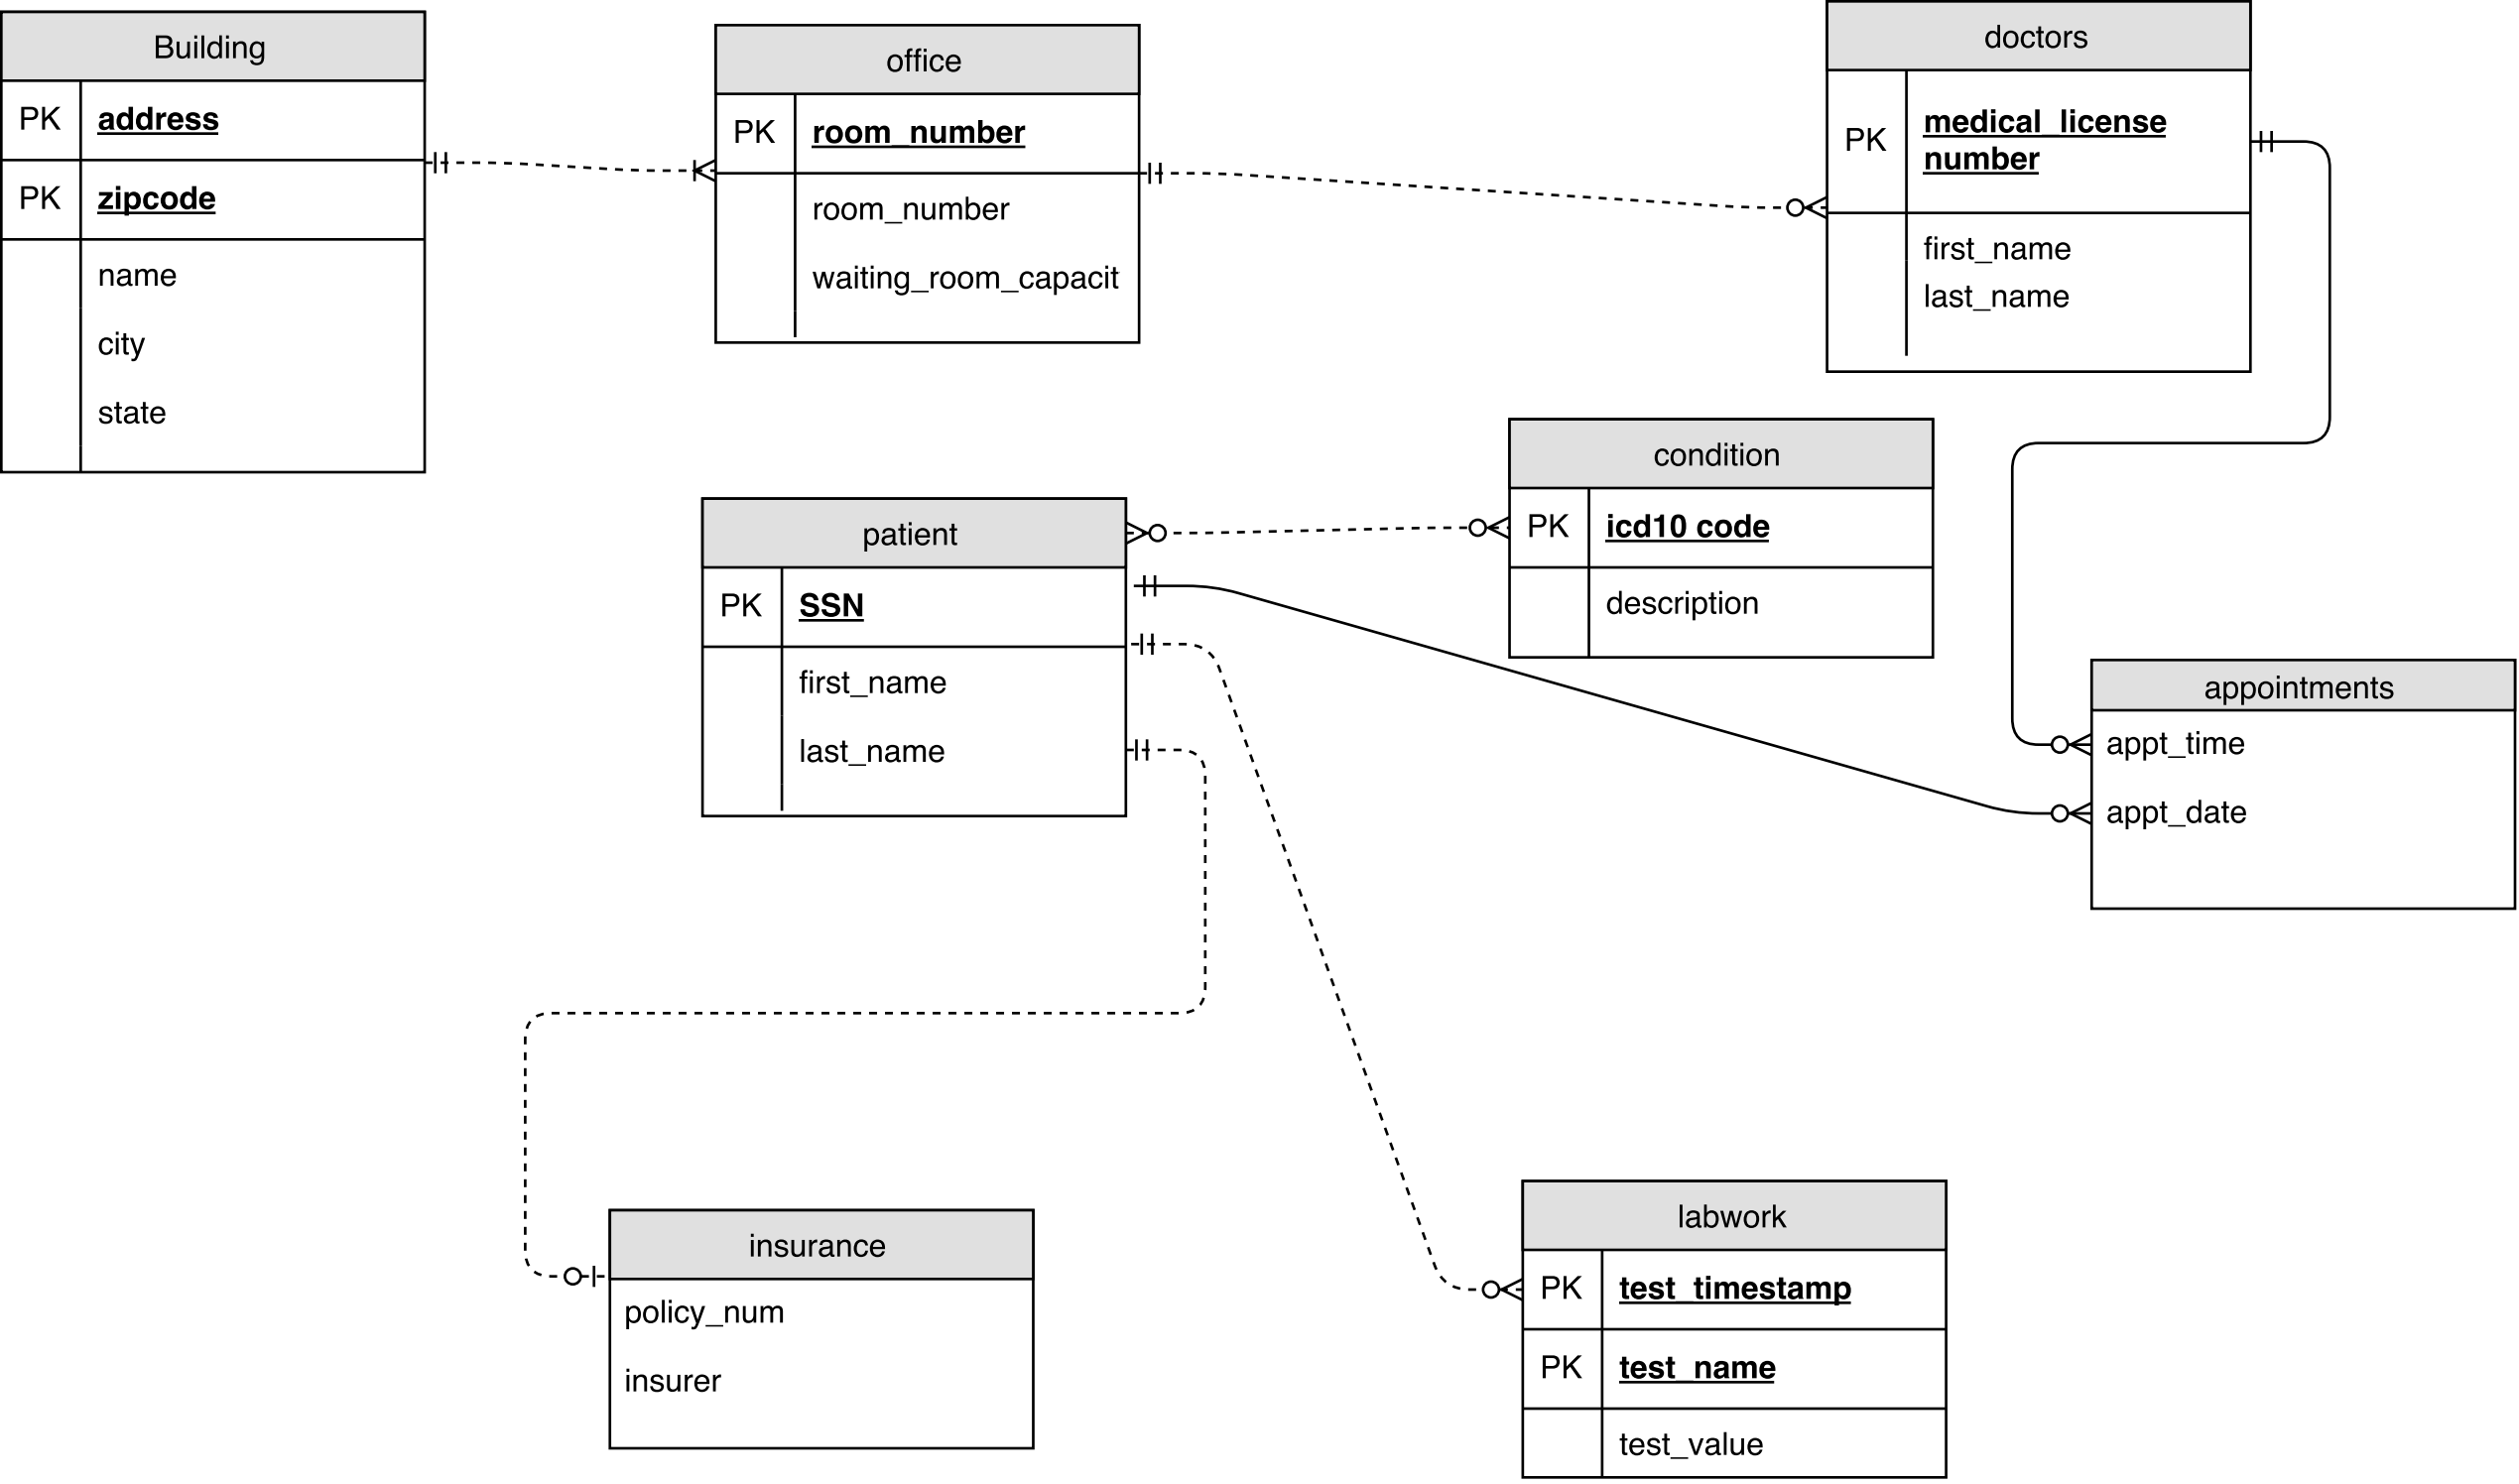 Building
PK address
PK zipcode
name
city
state
office
PK room_number
room_number
waiting_room_capacit
doctors
PK medical_license
number
first_name
last_name
condition
PK icd10 code
description
patient
PK SSN
first_name
last_name
appointments
appt_time
appt_date
insurance
policy_num
insurer
labwork
PK test_timestamp
PK test_name
test_value